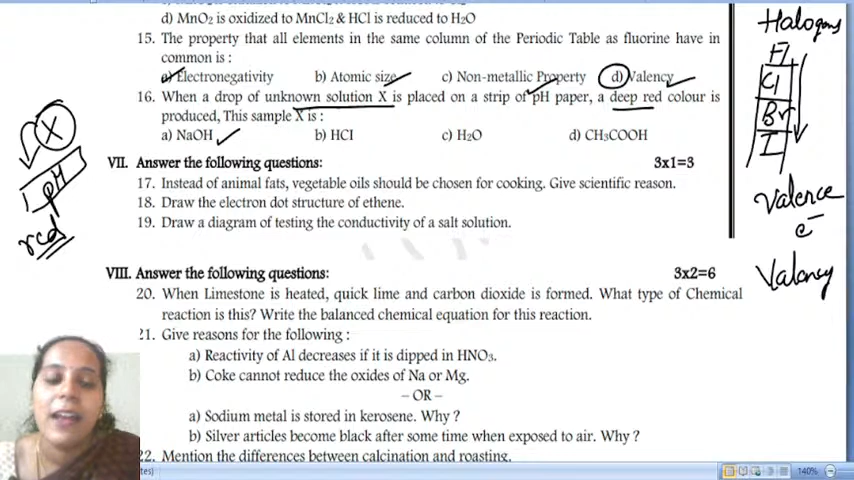 d) MnO₂ is oxidized to MnCl₂ & HCl is reduced to H₂O
15. The property that all elements in the same column of the Periodic Table as fluorine have in
common is :
a) Electronegativity b) Atomic size c) Non-metallic Property d) Valency
16. When a drop of unknown solution X is placed on a strip of pH paper, a deep red colour is
produced, This sample X is :
a) NaOH b) HCl c) H₂O d) CH₃COOH
VII. Answer the following questions: 3x1=3
17. Instead of animal fats, vegetable oils should be chosen for cooking. Give scientific reason.
18. Draw the electron dot structure of ethene.
19. Draw a diagram of testing the conductivity of a salt solution.
VIII. Answer the following questions: 3x2=6
20. When Limestone is heated, quick lime and carbon dioxide is formed. What type of Chemical
reaction is this? Write the balanced chemical equation for this reaction.
21. Give reasons for the following :
a) Reactivity of Al decreases if it is dipped in HNO₃.
b) Coke cannot reduce the oxides of Na or Mg.
– OR –
a) Sodium metal is stored in kerosene. Why ?
b) Silver articles become black after some time when exposed to air. Why ?
22. Mention the differences between calcination and roasting.
X
pH
red
Halogens
Fl
Cl
Br
I
Valence
e⁻
Valency
140%